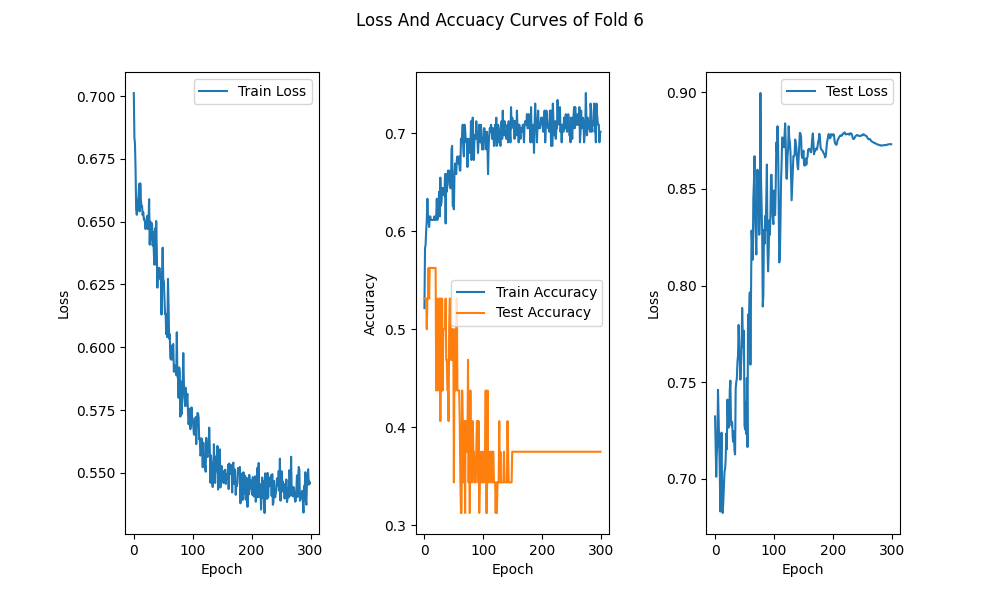 Loss And Accuacy Curves of Fold 6
0.700
0.675
0.650
0.625
0.600
0.575
0.550
Loss
0
100
200
300
Epoch
Train Loss
0.7
0.6
0.5
0.4
0.3
Accuracy
0
100
200
300
Epoch
Train Accuracy
Test Accuracy
0.90
0.85
0.80
0.75
0.70
Loss
0
100
200
300
Epoch
Test Loss